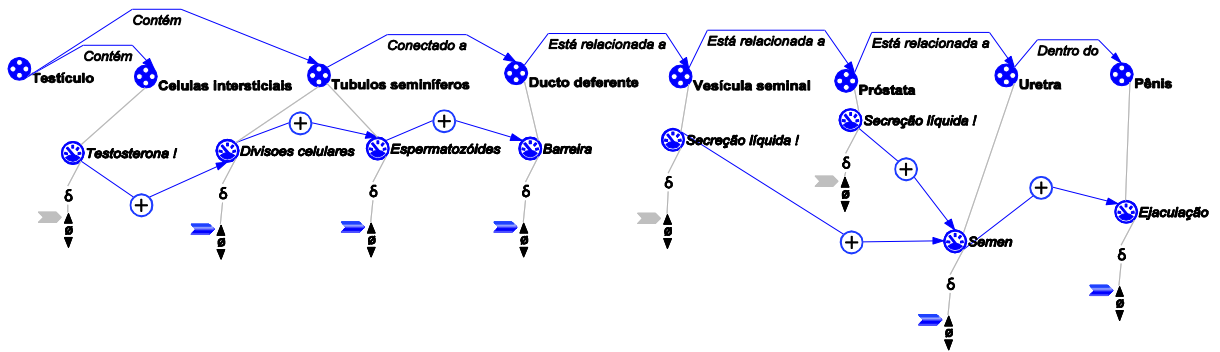 Contém
Contém
Conectado a
Está relacionada a
Está relacionada a
Está relacionada a
Dentro do
Testículo
Celulas intersticiais
Tubulos seminíferos
Ducto deferente
Vesícula seminal
Próstata
Uretra
Pênis
Testosterona !
Divisoes celulares
Espermatozóides
Barreira
Secreção líquida !
Secreção líquida !
Semen
Ejaculação
+
+
+
+
+
+
δ
δ
δ
δ
δ
δ
δ
δ
ø
ø
ø
ø
ø
ø
ø
ø